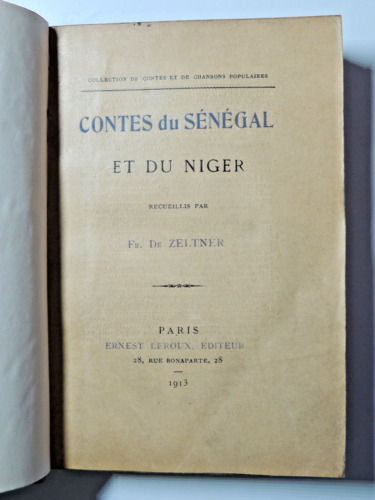 COLLECTION DE CONTES ET DE CHANSONS POPULAIRES
CONTES du SÉNÉGAL
ET DU NIGER
RECUEILLIS PAR
Fr. De ZELTNER
PARIS
ERNEST LEROUX, ÉDITEUR
28, RUE BONAPARTE, 28
1913